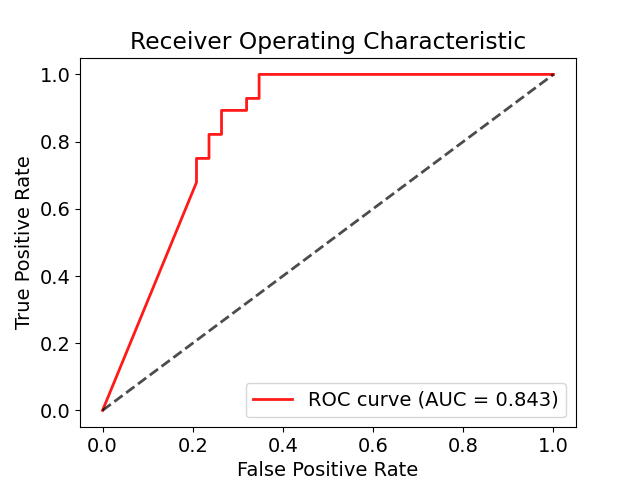 Receiver Operating Characteristic
True Positive Rate
1.0
0.8
0.6
0.4
0.2
0.0
ROC curve (AUC = 0.843)
0.0 0.2 0.4 0.6 0.8 1.0
False Positive Rate